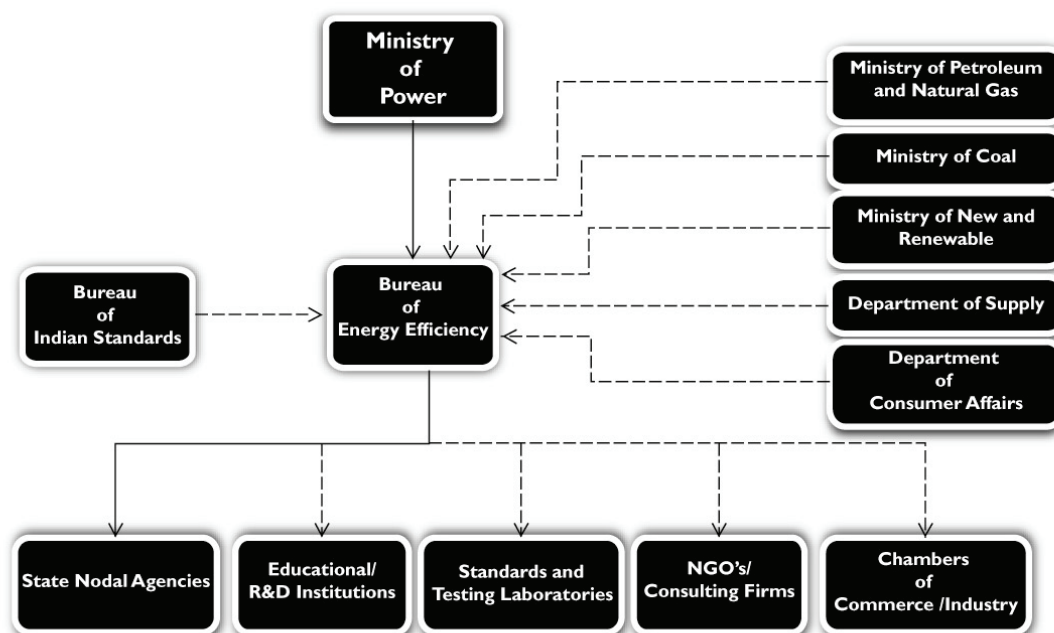 Ministry
of
Power
Ministry of Petroleum
and Natural Gas
Ministry of Coal
Ministry of New and
Renewable
Department of Supply
Department
of
Consumer Affairs
Bureau
of
Indian Standards
Bureau
of
Energy Efficiency
State Nodal Agencies
Educational/
R&D Institutions
Standards and
Testing Laboratories
NGO's/
Consulting Firms
Chambers
of
Commerce /Industry